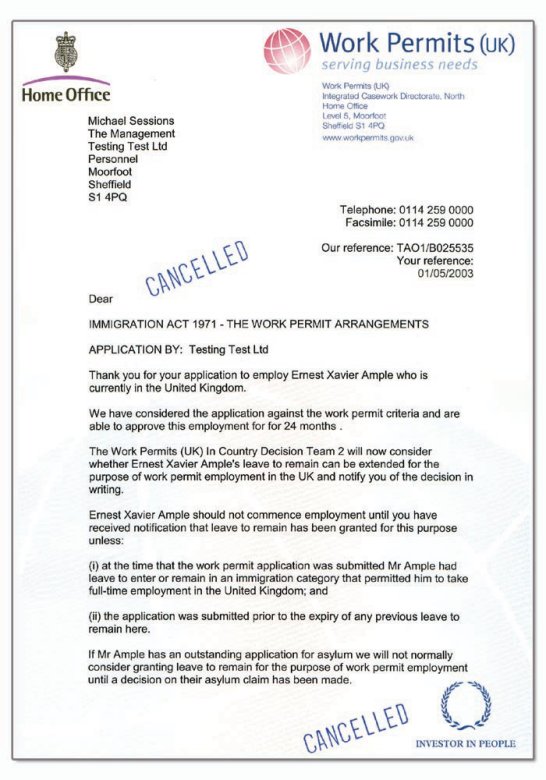 Home Office
Work Permits (UK)
serving business needs
Work Permits (UK)
Integrated Casework Directorate, North
Home Office
Level 5, Moorfoot
Sheffield S1 4PQ
www.workpermits.gov.uk
Michael Sessions
The Management
Testing Test Ltd
Personnel
Moorfoot
Sheffield
S1 4PQ
Telephone: 0114 259 0000
Facsimile: 0114 259 0000
Our reference: TAO1/B025535
Your reference:
01/05/2003
CANCELLED
Dear
IMMIGRATION ACT 1971 - THE WORK PERMIT ARRANGEMENTS
APPLICATION BY: Testing Test Ltd
Thank you for your application to employ Ernest Xavier Ample who is
currently in the United Kingdom.
We have considered the application against the work permit criteria and are
able to approve this employment for for 24 months .
The Work Permits (UK) In Country Decision Team 2 will now consider
whether Ernest Xavier Ample's leave to remain can be extended for the
purpose of work permit employment in the UK and notify you of the decision in
writing.
Ernest Xavier Ample should not commence employment until you have
received notification that leave to remain has been granted for this purpose
unless:
(i) at the time that the work permit application was submitted Mr Ample had
leave to enter or remain in an immigration category that permitted him to take
full-time employment in the United Kingdom; and
(ii) the application was submitted prior to the expiry of any previous leave to
remain here.
If Mr Ample has an outstanding application for asylum we will not normally
consider granting leave to remain for the purpose of work permit employment
until a decision on their asylum claim has been made.
CANCELLED
INVESTOR IN PEOPLE